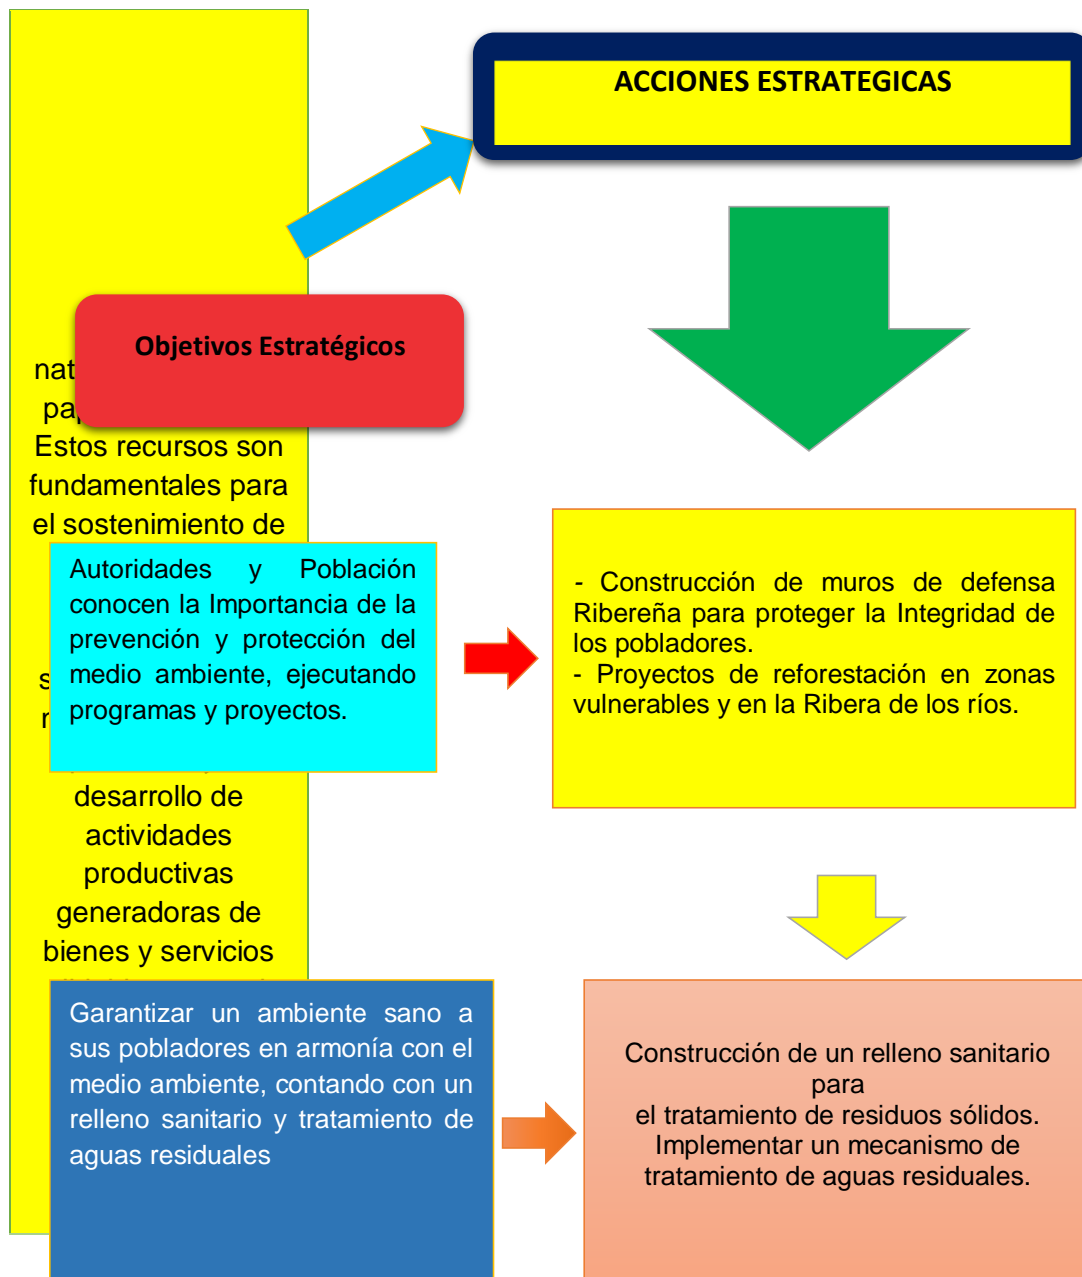 ACCIONES ESTRATEGICAS
Objetivos Estratégicos
Estos recursos son
fundamentales para
el sostenimiento de
Autoridades y Población
conocen la Importancia de la
prevención y protección del
medio ambiente, ejecutando
programas y proyectos.
- Construcción de muros de defensa
Ribereña para proteger la Integridad de
los pobladores.
- Proyectos de reforestación en zonas
vulnerables y en la Ribera de los ríos.
desarrollo de
actividades
productivas
generadoras de
bienes y servicios
Garantizar un ambiente sano a
sus pobladores en armonía con el
medio ambiente, contando con un
relleno sanitario y tratamiento de
aguas residuales
Construcción de un relleno sanitario
para
el tratamiento de residuos sólidos.
Implementar un mecanismo de
tratamiento de aguas residuales.